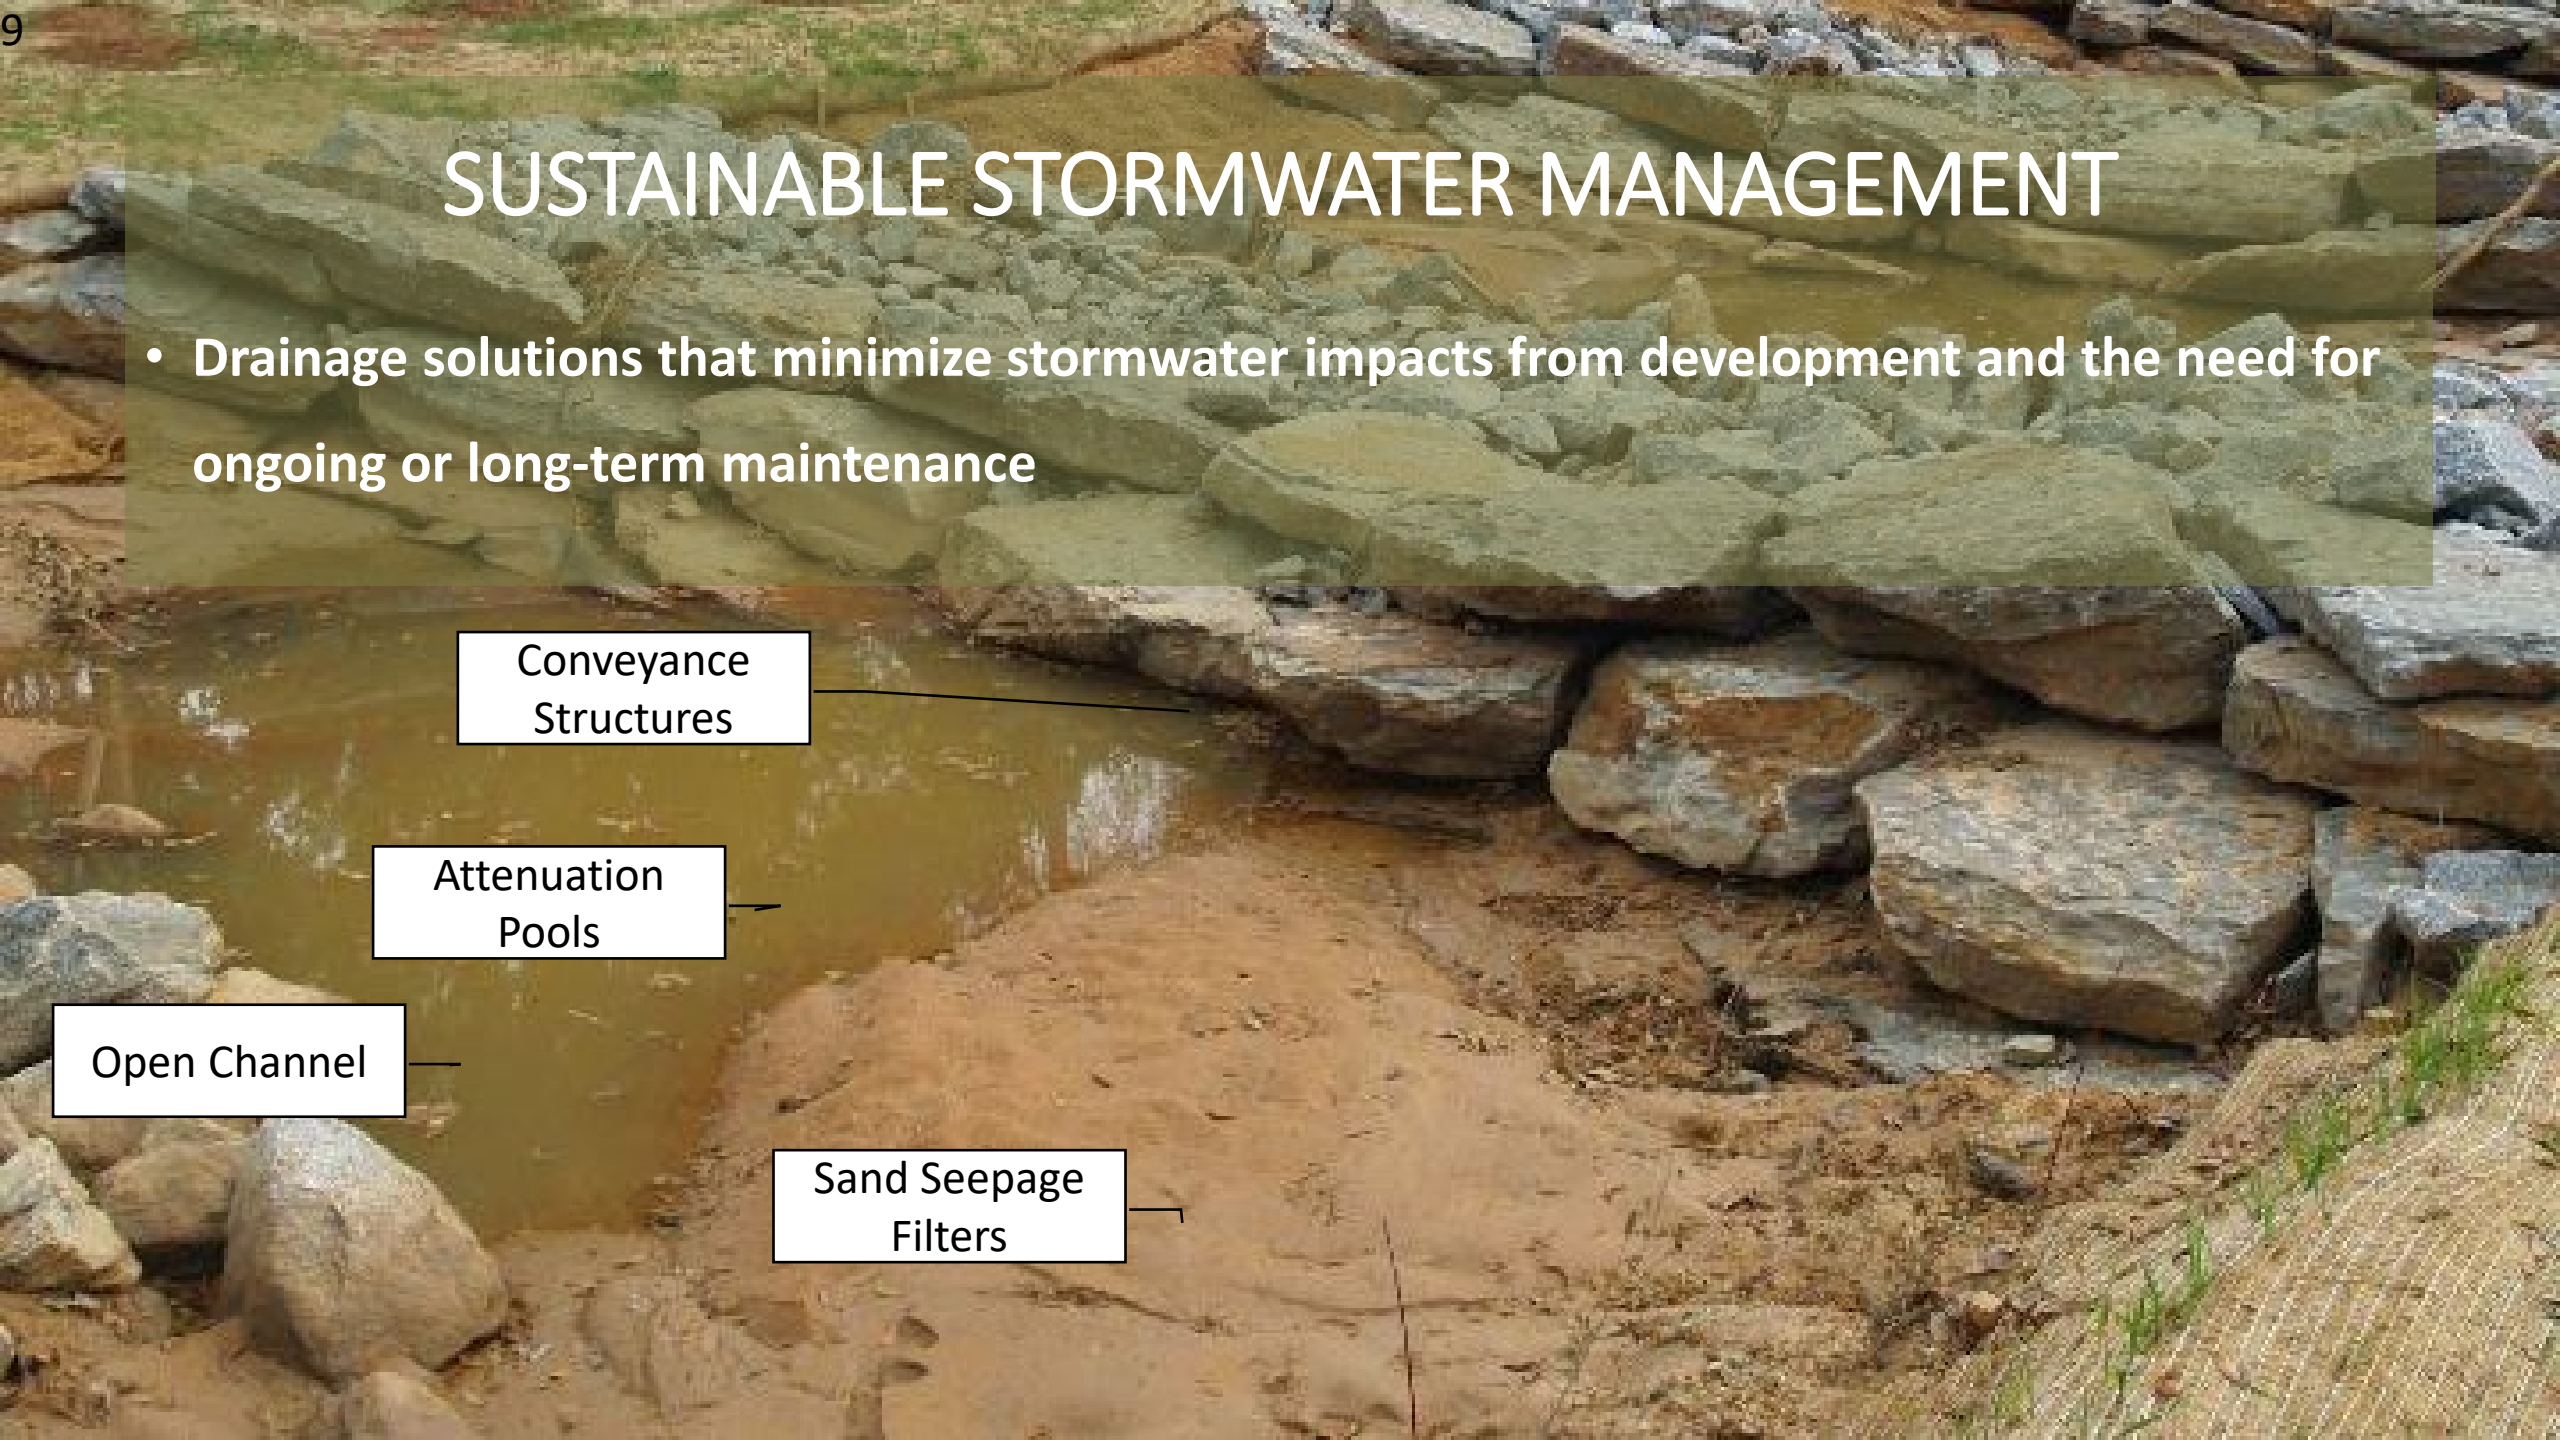 9
SUSTAINABLE STORMWATER MANAGEMENT
• Drainage solutions that minimize stormwater impacts from development and the need for
ongoing or long-term maintenance
Conveyance
Structures
Attenuation
Pools
Open Channel
Sand Seepage
Filters